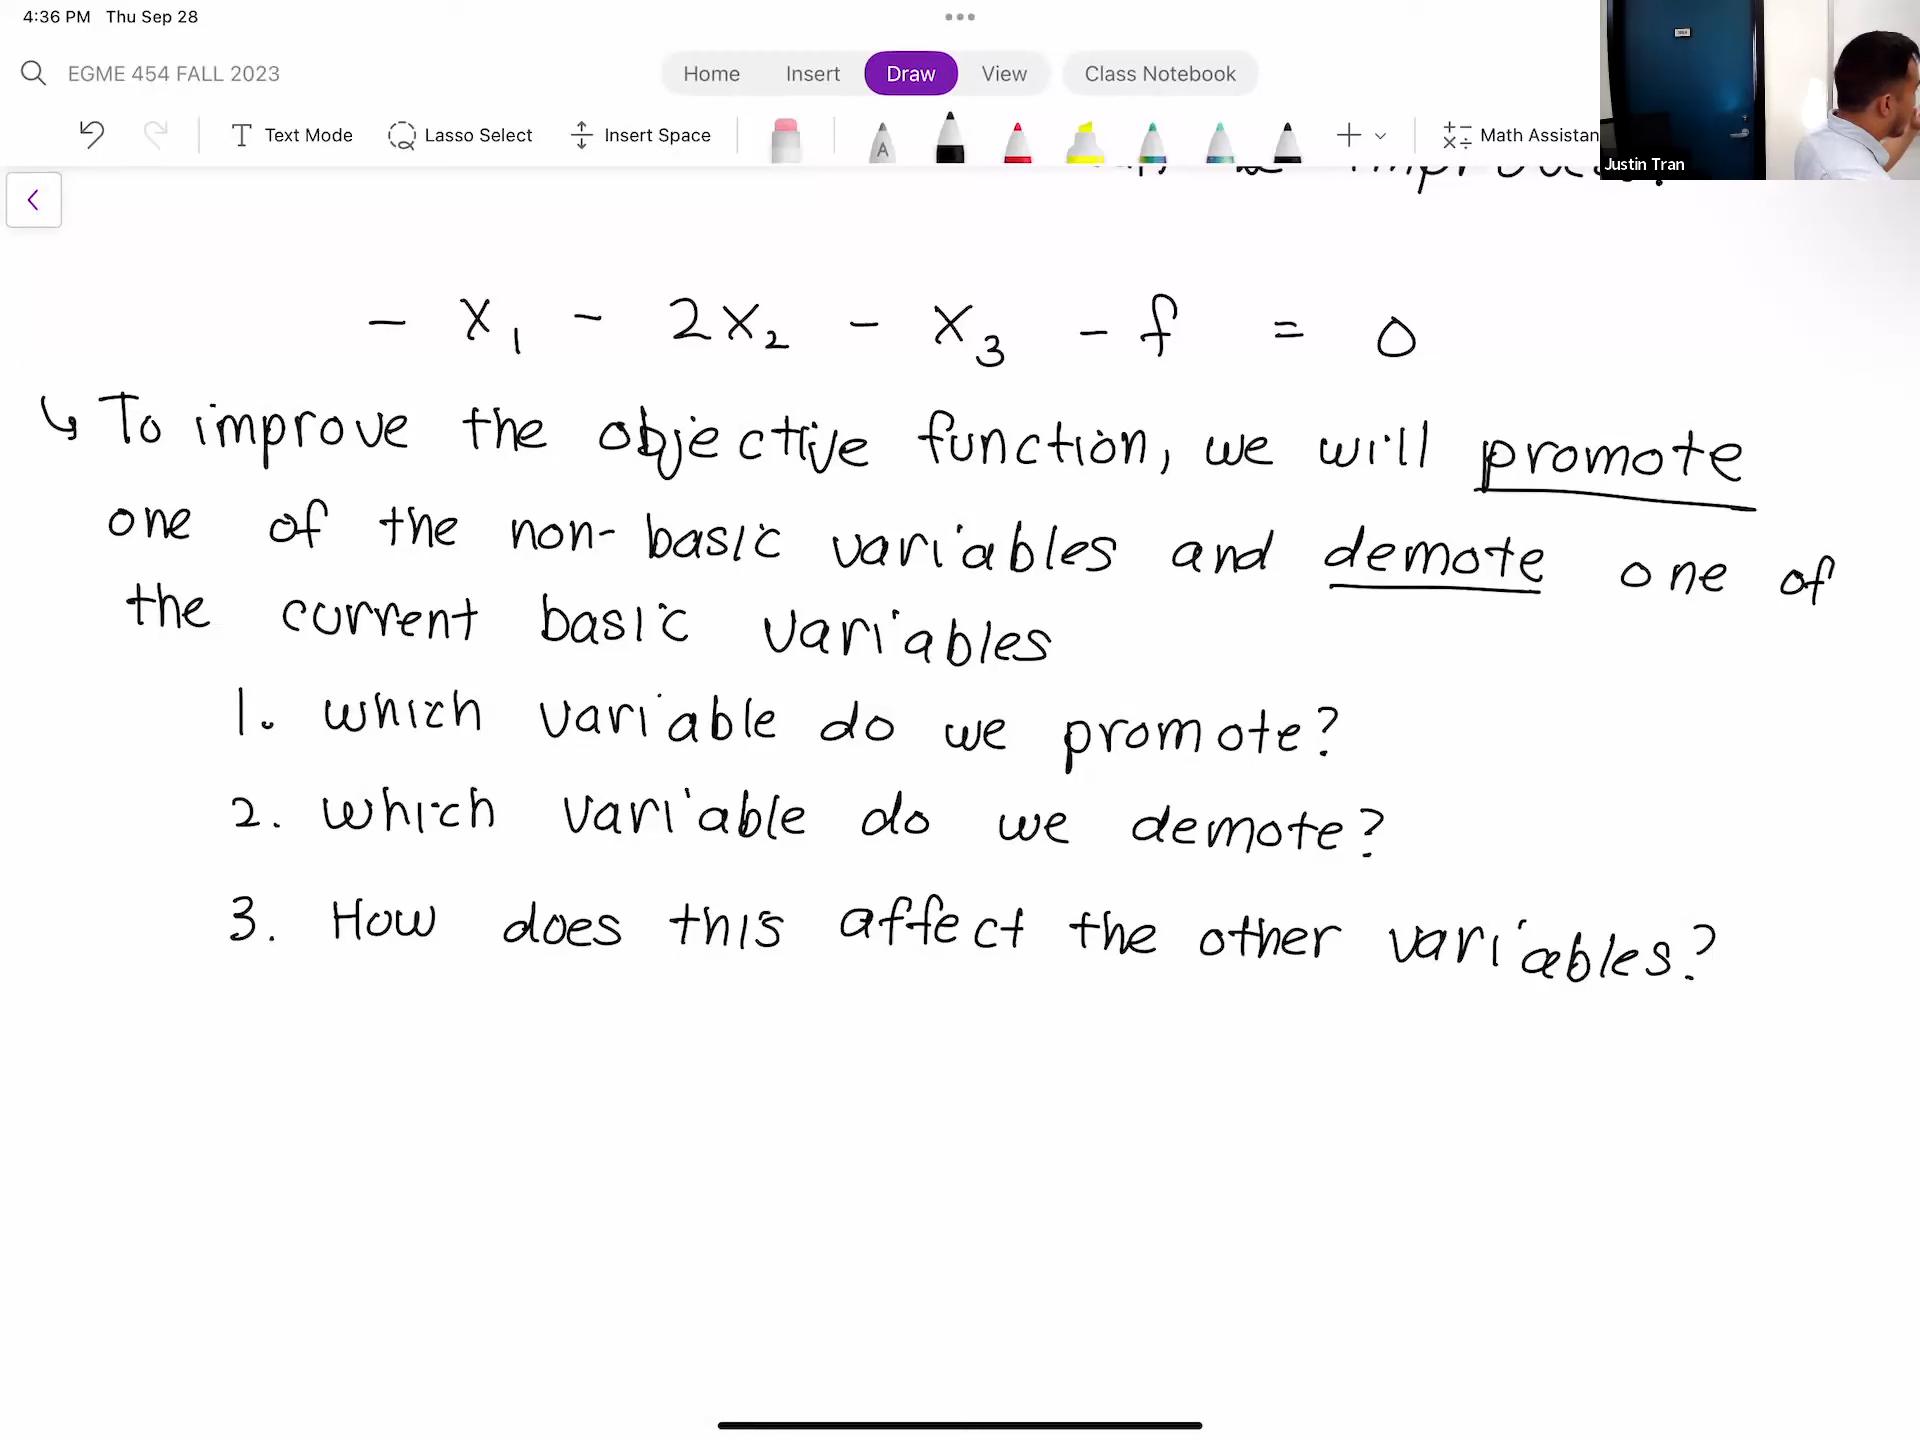 4:36 PM Thu Sep 28
EGME 454 FALL 2023
Home Insert Draw View Class Notebook
Text Mode Lasso Select Insert Space A Math Assistan
Justin Tran
- x₁ - 2x₂ - x₃ - f = 0
↳ To improve the objective function, we will promote
one of the non-basic variables and demote one of
the current basic variables
1. which variable do we promote?
2. which variable do we demote?
3. How does this affect the other variables?